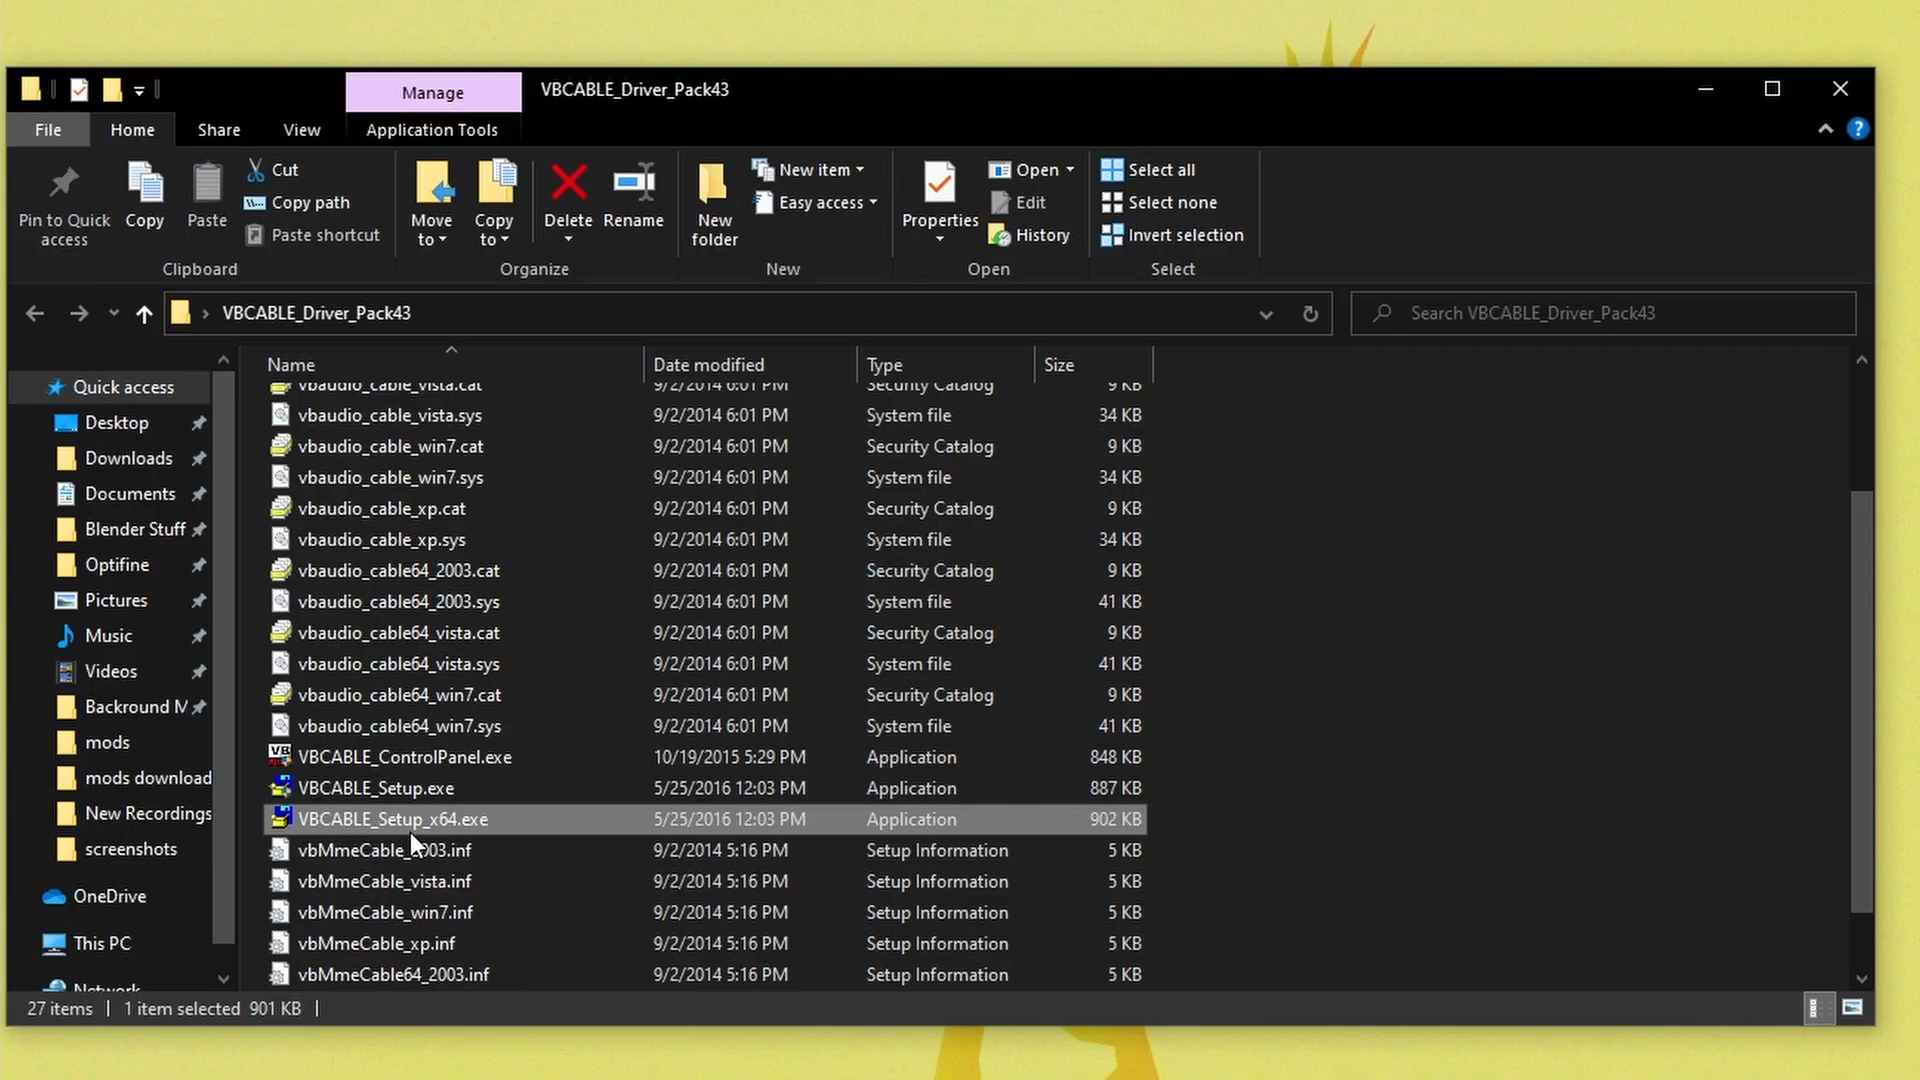 Manage
VBCABLE_Driver_Pack43
File
Home
Share
View
Application Tools
Pin to Quick access
Copy
Paste
Cut
Copy path
Paste shortcut
Clipboard
Move to
Copy to
Delete
Rename
Organize
New folder
New item
Easy access
New
Properties
Open
Edit
History
Open
Select all
Select none
Invert selection
Select
VBCABLE_Driver_Pack43
Search VBCABLE_Driver_Pack43
Quick access
Desktop
Downloads
Documents
Blender Stuff
Optifine
Pictures
Music
Videos
Backround M
mods
mods download
New Recordings
screenshots
OneDrive
This PC
Network
Name Date modified Type Size
vbaudio_cable_vista.cat 9/2/2014 6:01 PM Security Catalog 9 KB
vbaudio_cable_vista.sys 9/2/2014 6:01 PM System file 34 KB
vbaudio_cable_win7.cat 9/2/2014 6:01 PM Security Catalog 9 KB
vbaudio_cable_win7.sys 9/2/2014 6:01 PM System file 34 KB
vbaudio_cable_xp.cat 9/2/2014 6:01 PM Security Catalog 9 KB
vbaudio_cable_xp.sys 9/2/2014 6:01 PM System file 34 KB
vbaudio_cable64_2003.cat 9/2/2014 6:01 PM Security Catalog 9 KB
vbaudio_cable64_2003.sys 9/2/2014 6:01 PM System file 41 KB
vbaudio_cable64_vista.cat 9/2/2014 6:01 PM Security Catalog 9 KB
vbaudio_cable64_vista.sys 9/2/2014 6:01 PM System file 41 KB
vbaudio_cable64_win7.cat 9/2/2014 6:01 PM Security Catalog 9 KB
vbaudio_cable64_win7.sys 9/2/2014 6:01 PM System file 41 KB
VBCABLE_ControlPanel.exe 10/19/2015 5:29 PM Application 848 KB
VBCABLE_Setup.exe 5/25/2016 12:03 PM Application 887 KB
VBCABLE_Setup_x64.exe 5/25/2016 12:03 PM Application 902 KB
vbMmeCable_2003.inf 9/2/2014 5:16 PM Setup Information 5 KB
vbMmeCable_vista.inf 9/2/2014 5:16 PM Setup Information 5 KB
vbMmeCable_win7.inf 9/2/2014 5:16 PM Setup Information 5 KB
vbMmeCable_xp.inf 9/2/2014 5:16 PM Setup Information 5 KB
vbMmeCable64_2003.inf 9/2/2014 5:16 PM Setup Information 5 KB
27 items 1 item selected 901 KB